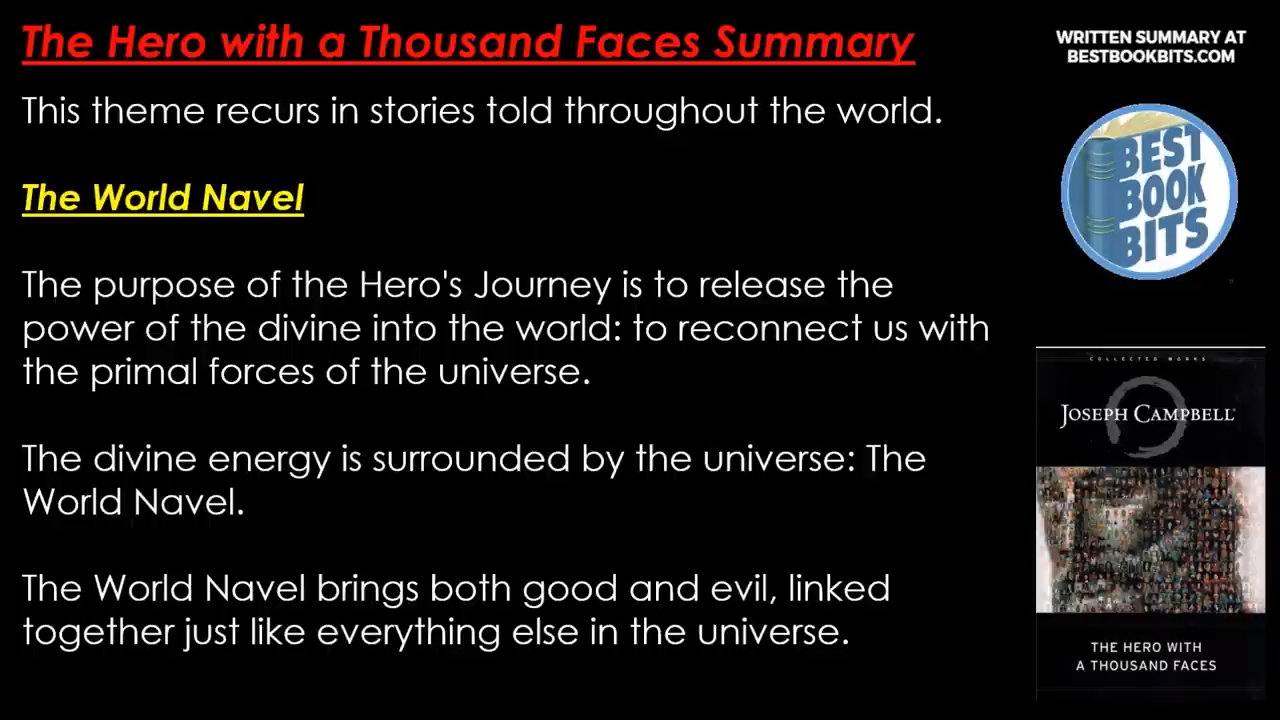 The Hero with a Thousand Faces Summary
This theme recurs in stories told throughout the world.
The World Navel
The purpose of the Hero's Journey is to release the
power of the divine into the world: to reconnect us with
the primal forces of the universe.
The divine energy is surrounded by the universe: The
World Navel.
The World Navel brings both good and evil, linked
together just like everything else in the universe.
WRITTEN SUMMARY AT
BESTBOOKBITS.COM
BEST
BOOK
BITS
COLLECTED WORKS
JOSEPH CAMPBELL
THE HERO WITH
A THOUSAND FACES